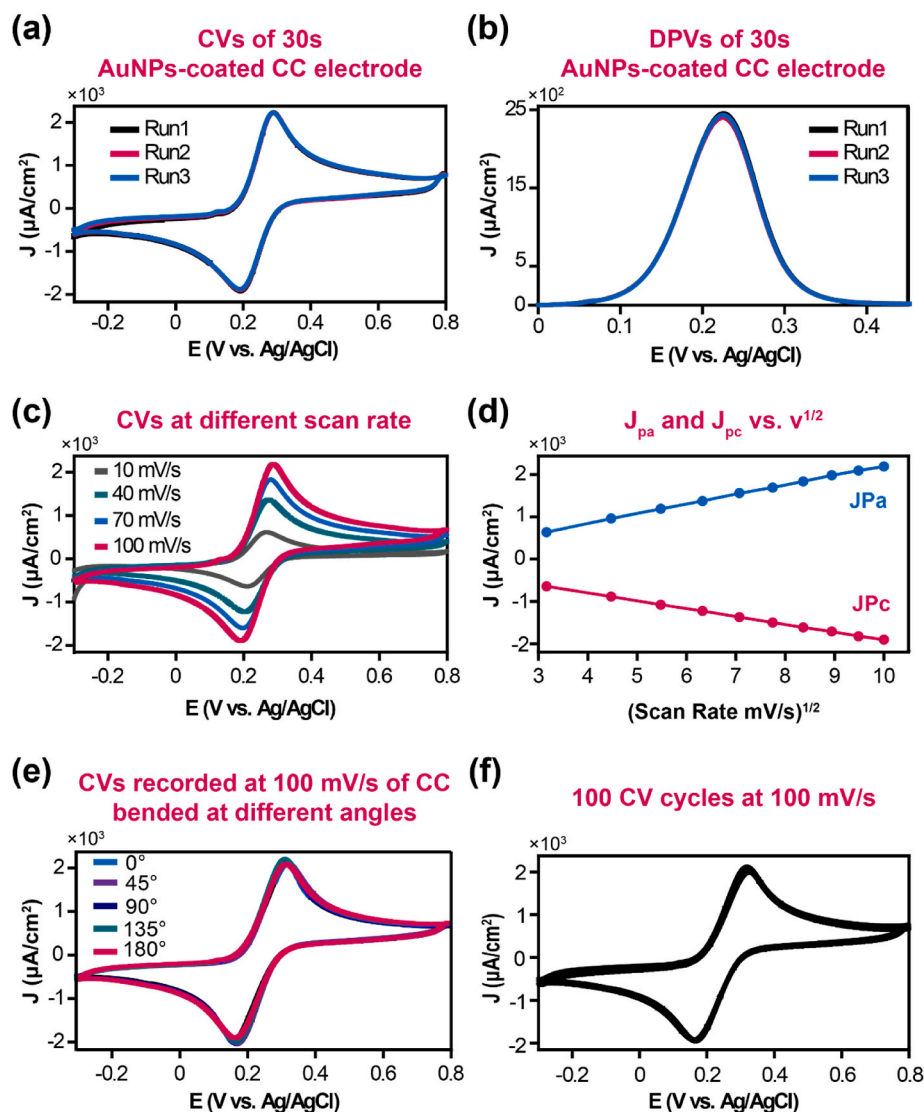 (a)
CVs of 30s
AuNPs-coated CC electrode
×10³
2
1
0
-1
-2
J (µA/cm²)
Run1
Run2
Run3
-0.2 0 0.2 0.4 0.6 0.8
E (V vs. Ag/AgCl)
(b)
DPVs of 30s
AuNPs-coated CC electrode
×10²
25
15
5
0
J (µA/cm²)
Run1
Run2
Run3
0 0.1 0.2 0.3 0.4
E (V vs. Ag/AgCl)
(c)
CVs at different scan rate
×10³
2
1
0
-1
-2
J (µA/cm²)
10 mV/s
40 mV/s
70 mV/s
100 mV/s
-0.2 0 0.2 0.4 0.6 0.8
E (V vs. Ag/AgCl)
(d)
Jpa and Jpc vs. v1/2
×10³
2
1
0
-1
-2
J (µA/cm²)
JPa
JPc
3 4 5 6 7 8 9 10
(Scan Rate mV/s)1/2
(e)
CVs recorded at 100 mV/s of CC
bended at different angles
×10³
2
1
0
-1
-2
J (µA/cm²)
0°
45°
90°
135°
180°
-0.2 0 0.2 0.4 0.6 0.8
E (V vs. Ag/AgCl)
(f)
100 CV cycles at 100 mV/s
×10³
2
1
0
-1
-2
J (µA/cm²)
-0.2 0 0.2 0.4 0.6 0.8
E (V vs. Ag/AgCl)